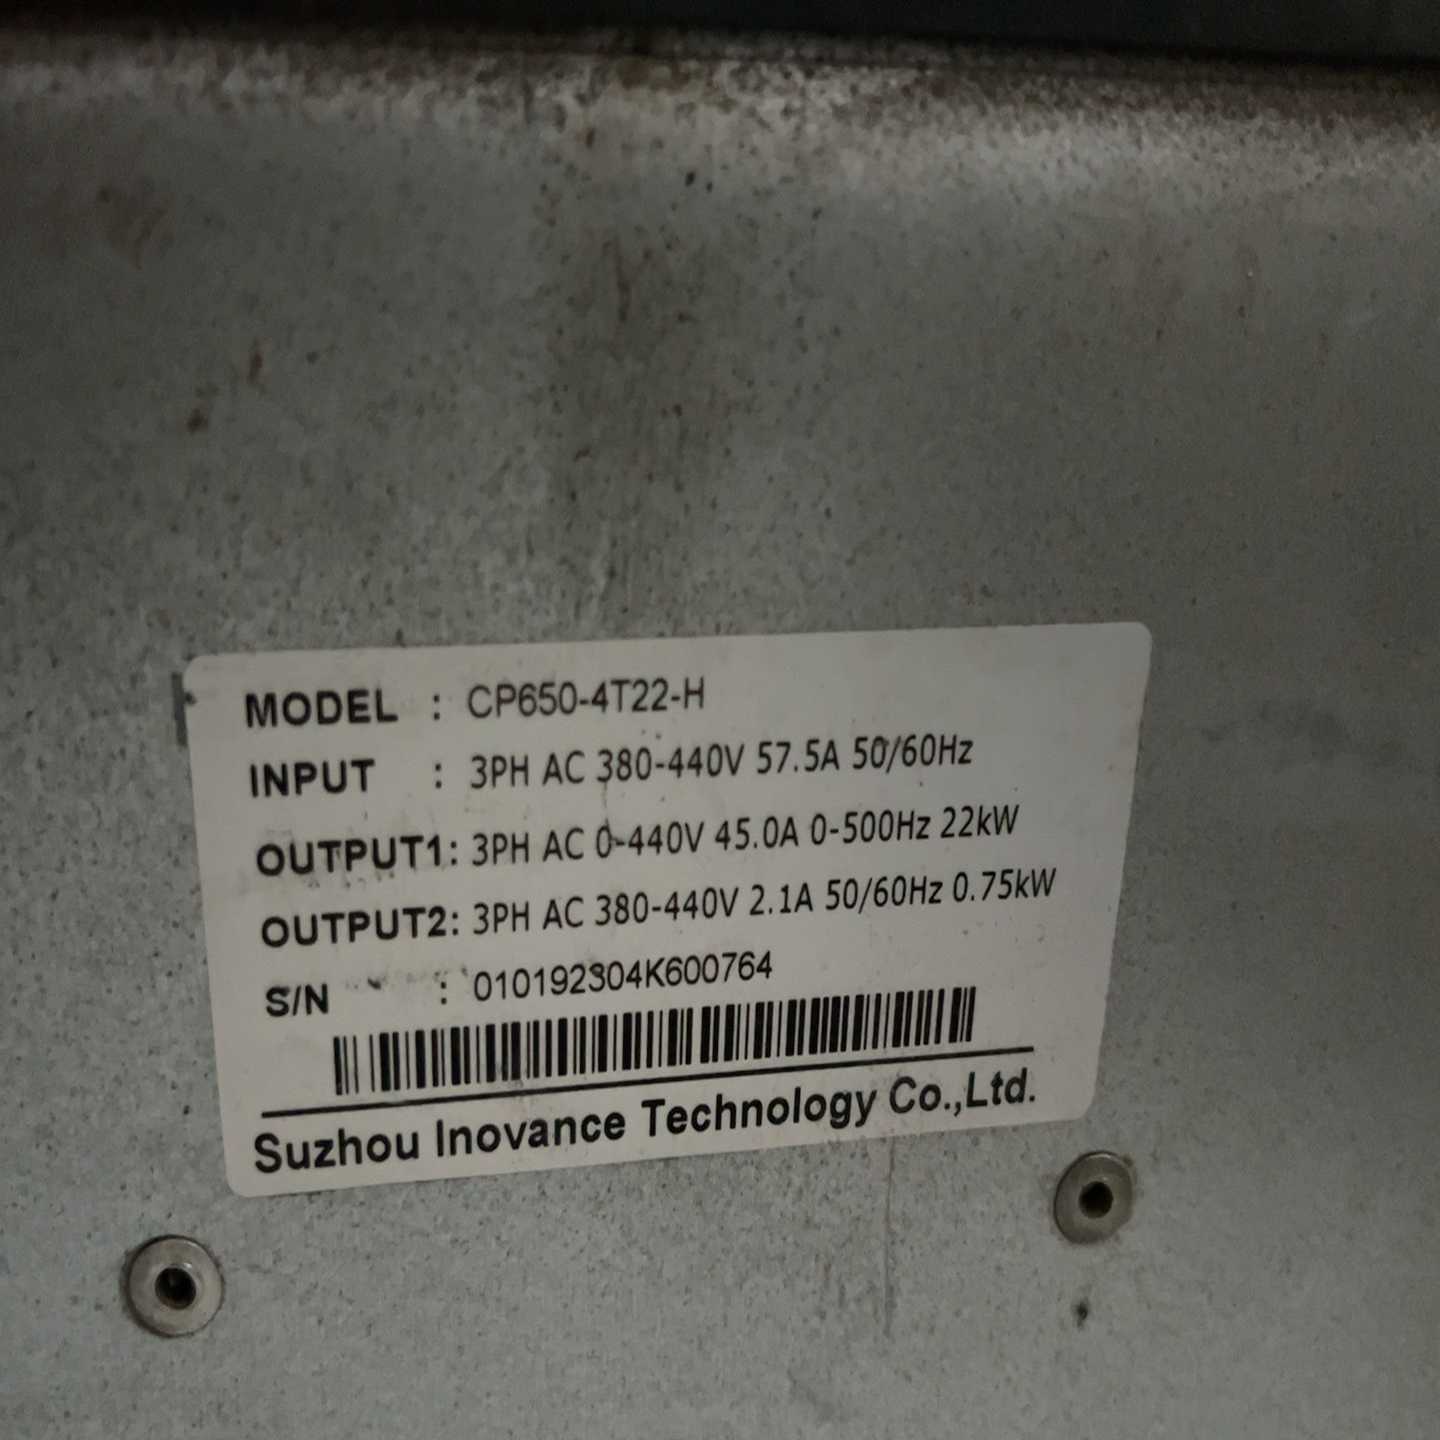 MODEL : CP650-4T22-H
INPUT : 3PH AC 380-440V 57.5A 50/60Hz
OUTPUT1: 3PH AC 0-440V 45.0A 0-500Hz 22kW
OUTPUT2: 3PH AC 380-440V 2.1A 50/60Hz 0.75kW
S/N : 010192304K600764
Suzhou Inovance Technology Co.,Ltd.